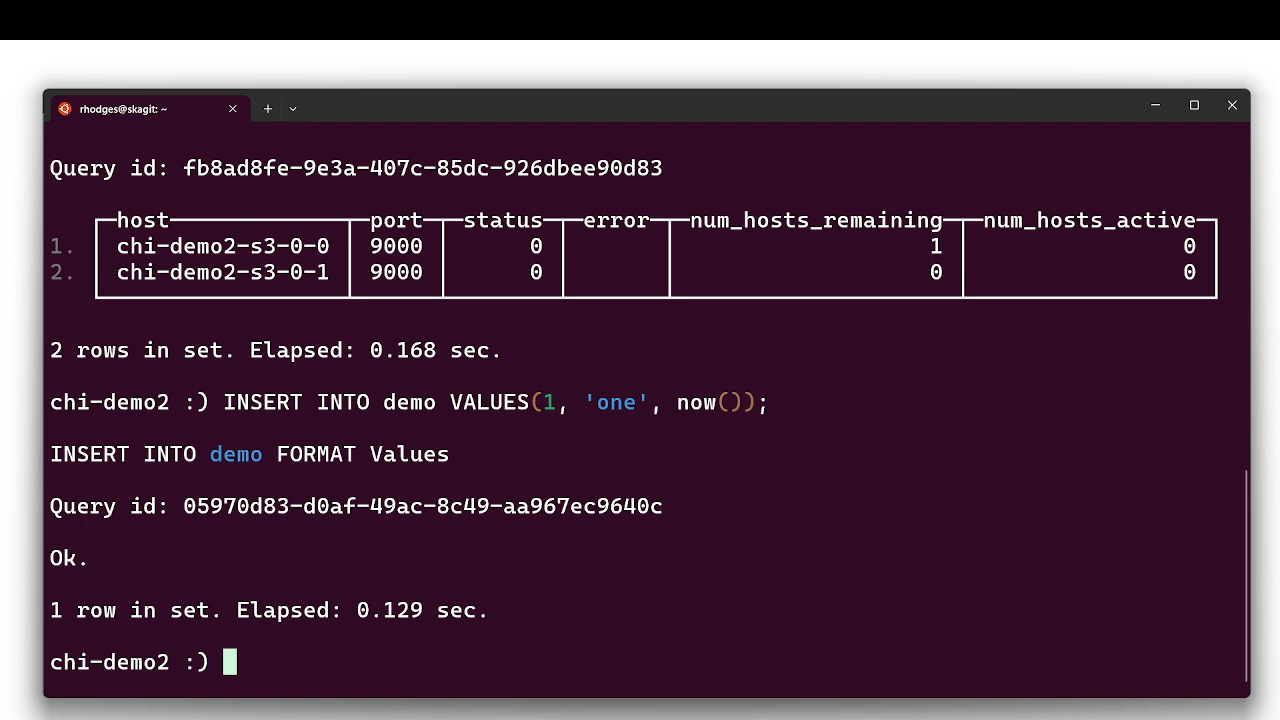 rhodges@skagit: ~
Query id: fb8ad8fe-9e3a-407c-85dc-926dbee90d83
host port status error num_hosts_remaining num_hosts_active
1. chi-demo2-s3-0-0 9000 0 1 0
2. chi-demo2-s3-0-1 9000 0 0 0
2 rows in set. Elapsed: 0.168 sec.
chi-demo2 :) INSERT INTO demo VALUES(1, 'one', now());
INSERT INTO demo FORMAT Values
Query id: 05970d83-d0af-49ac-8c49-aa967ec9640c
Ok.
1 row in set. Elapsed: 0.129 sec.
chi-demo2 :)